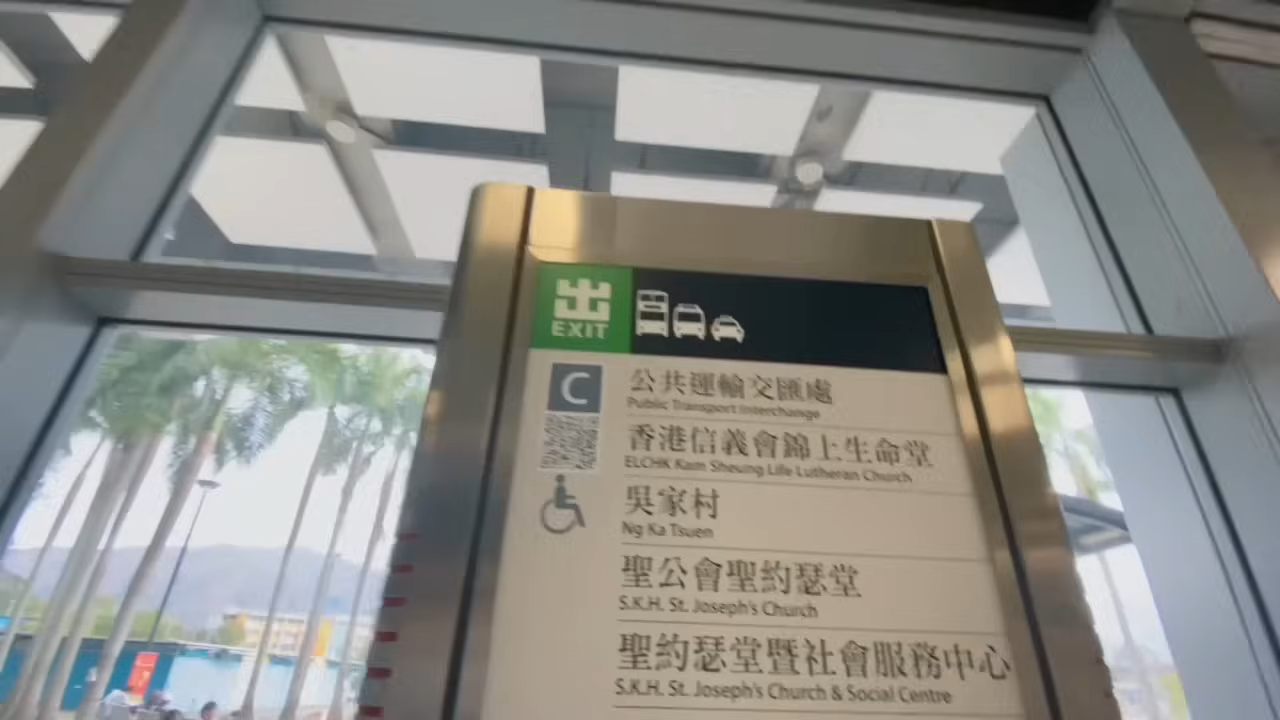 出
EXIT
C
公共運輸交匯處
Public Transport Interchange
香港信義會錦上生命堂
ELCHK Kam Sheung Life Lutheran Church
吳家村
Ng Ka Tsuen
聖公會聖約瑟堂
S.K.H. St. Joseph's Church
聖約瑟堂暨社會服務中心
S.K.H. St. Joseph's Church & Social Centre